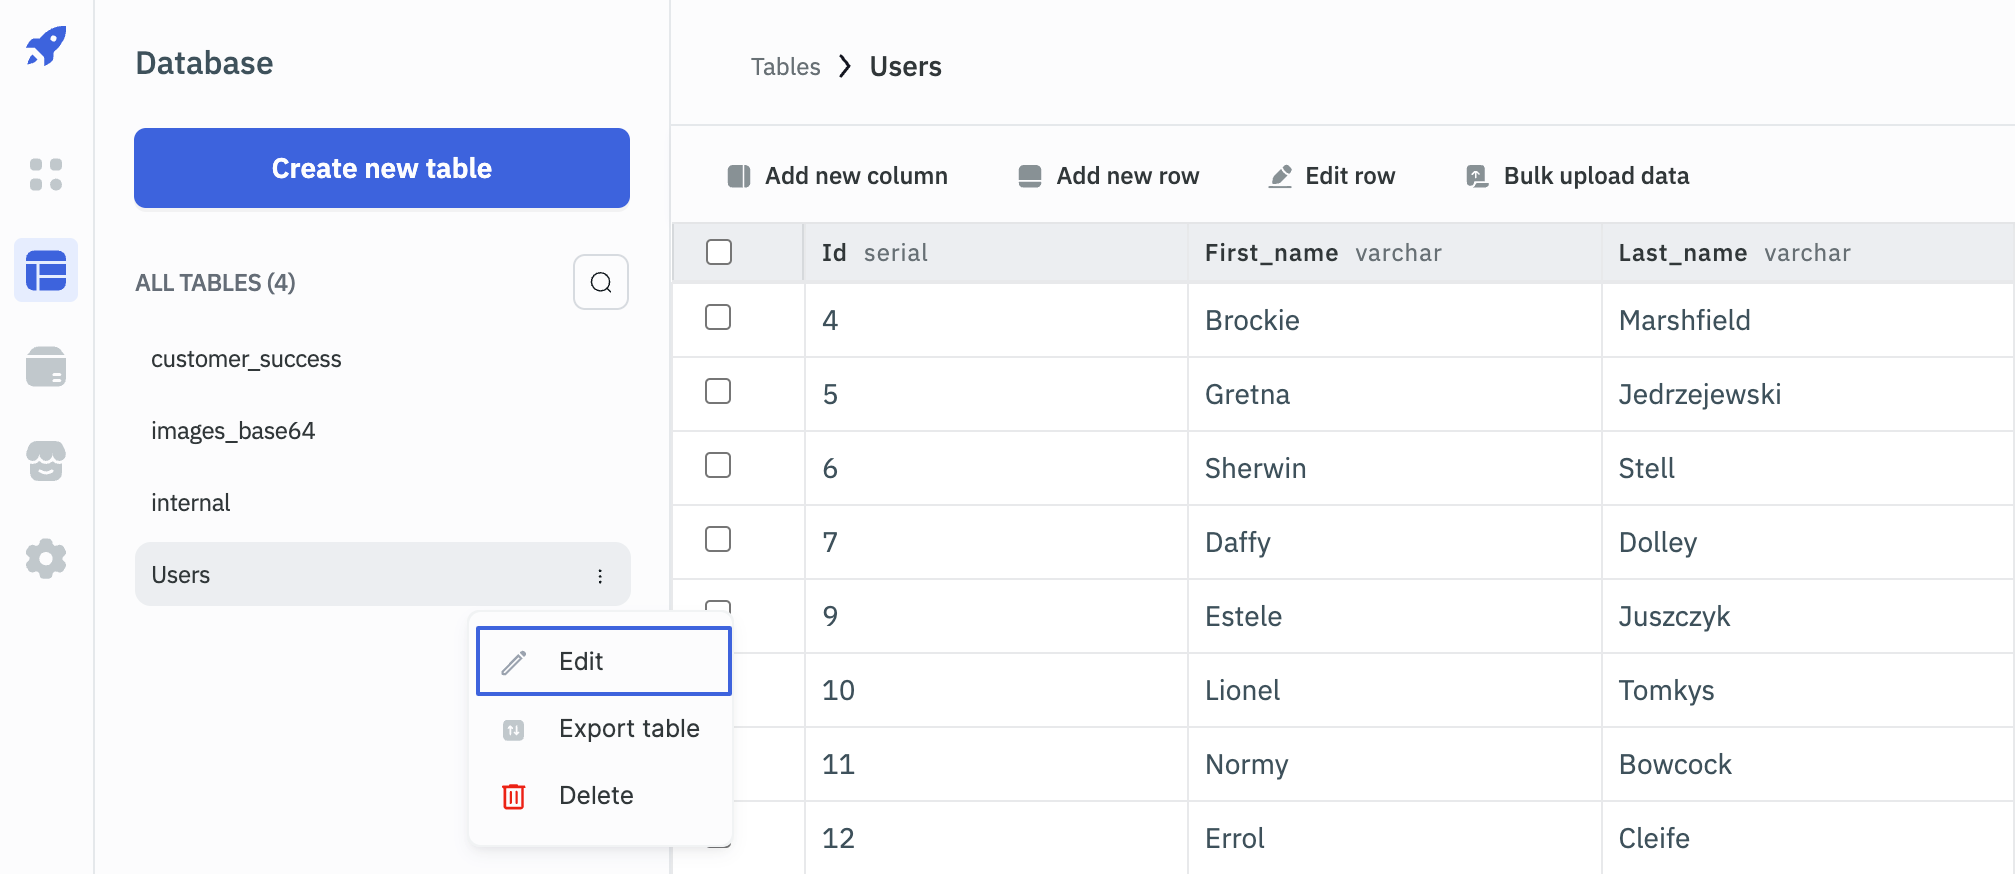 Database
Create new table
ALL TABLES (4)
customer_success
images_base64
internal
Users
Edit
Export table
Delete
Tables > Users
Add new column Add new row Edit row Bulk upload data
Id serial First_name varchar Last_name varchar
4 Brockie Marshfield
5 Gretna Jedrzejewski
6 Sherwin Stell
7 Daffy Dolley
9 Estele Juszczyk
10 Lionel Tomkys
11 Normy Bowcock
12 Errol Cleife